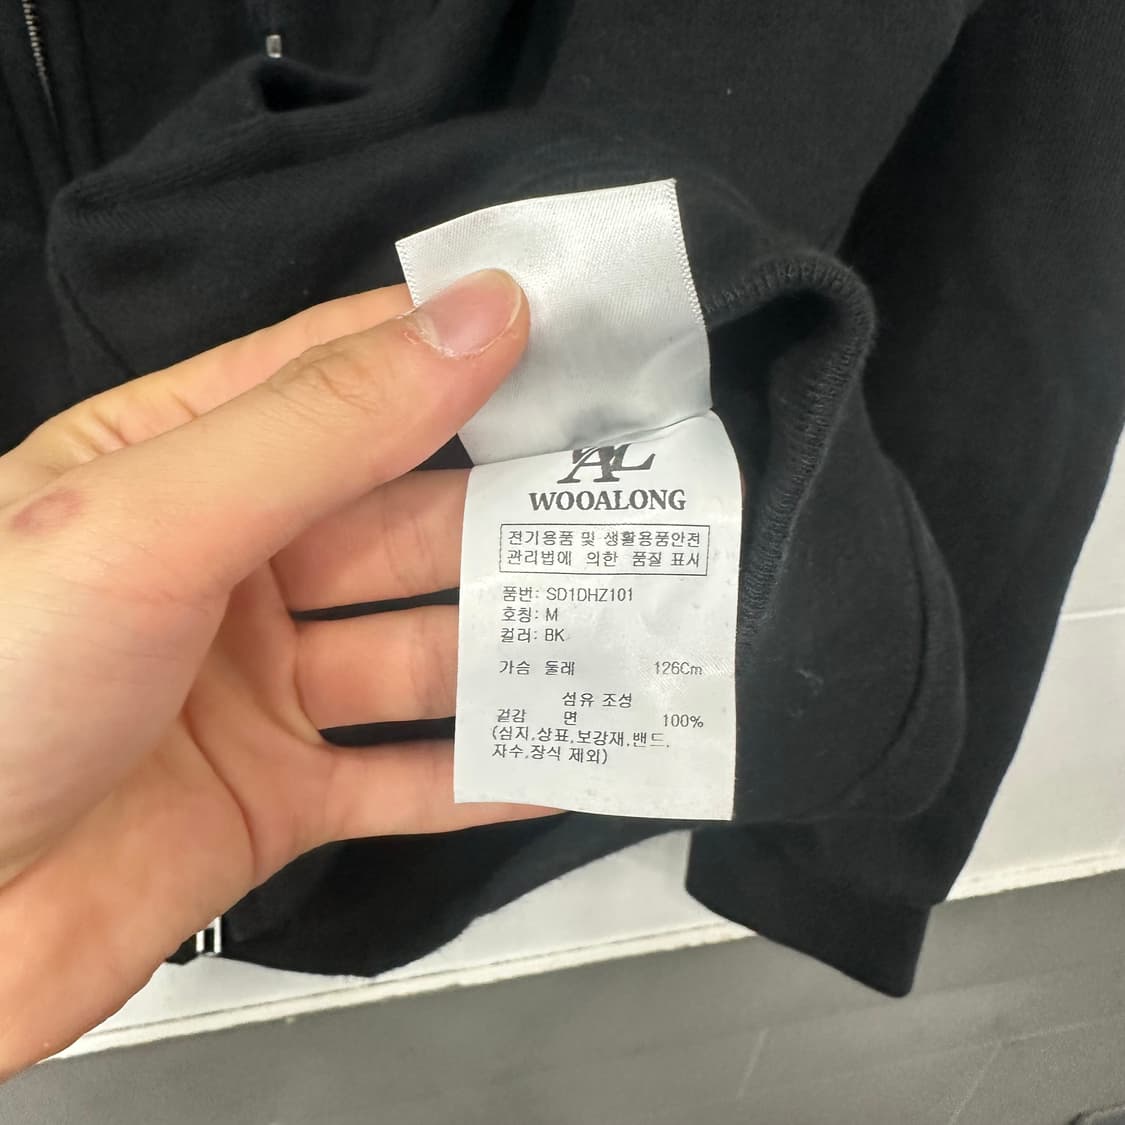 WAL
WOOALONG
전기용품 및 생활용품안전
관리법에 의한 품질 표시
품번: SD1DHZ101
호칭: M
컬러: BK
가슴 둘레 126Cm
섬유 조성
겉감 면 100%
(심지,상표,보강재,밴드,
자수,장식 제외)